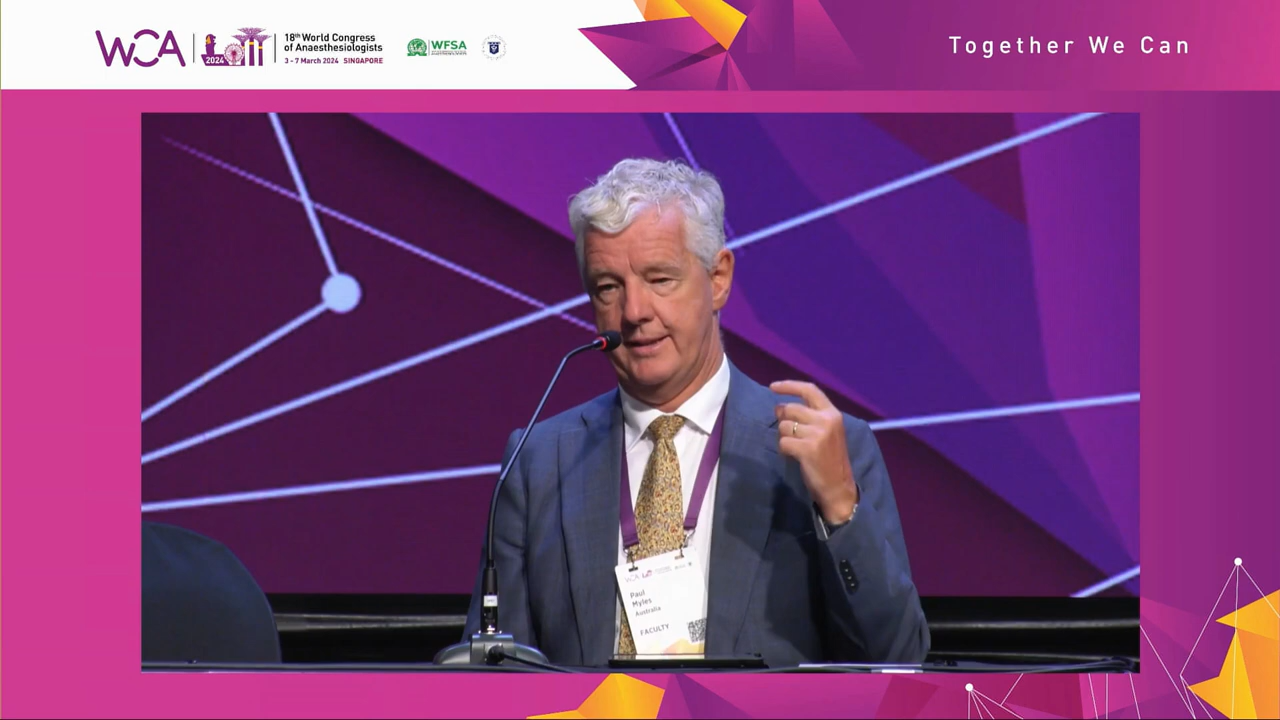 WCA
2024
18th World Congress
of Anaesthesiologists
3 - 7 March 2024 SINGAPORE
WFSA
Together We Can
WCA
Paul
Myles
Australia
FACULTY